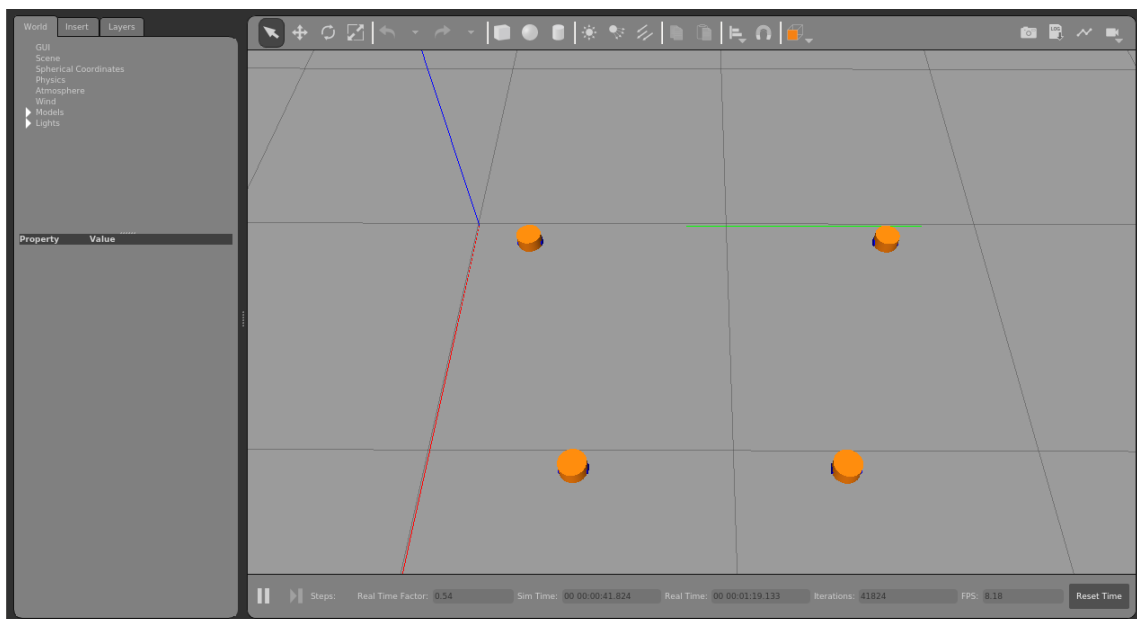 World Insert Layers
GUI
Scene
Spherical Coordinates
Physics
Atmosphere
Wind
Models
Lights
Property Value
LOG
Steps: Real Time Factor: 0.54 Sim Time: 00 00:00:41.824 Real Time: 00 00:01:19.133 Iterations: 41824 FPS: 8.18 Reset Time